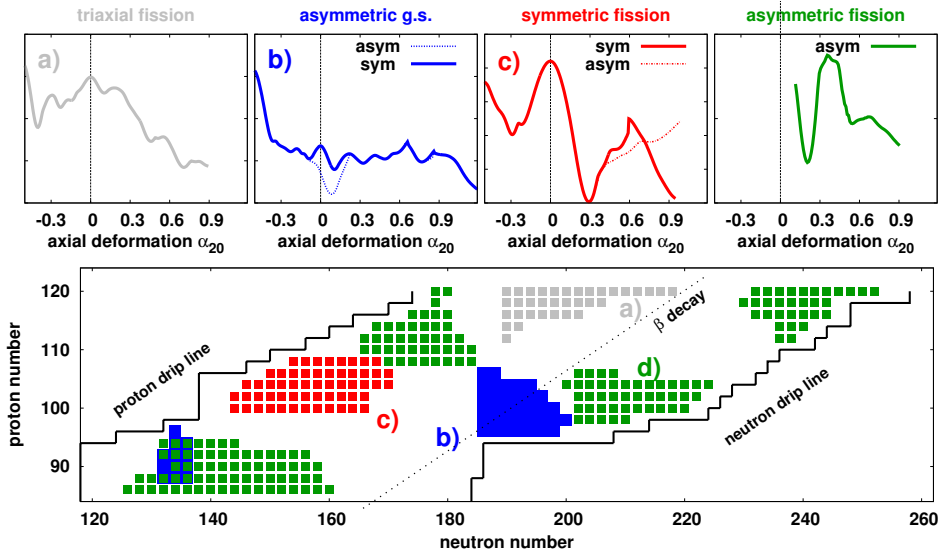 triaxial fission
asymmetric g.s.
symmetric fission
asymmetric fission
a)
b)
asym
sym
c)
sym
asym
asym
-0.3 0 0.3 0.6 0.9
-0.3 0 0.3 0.6 0.9
-0.3 0 0.3 0.6 0.9
-0.3 0 0.3 0.6 0.9
axial deformation α20
axial deformation α20
axial deformation α20
axial deformation α20
120
110
100
90
proton number
proton drip line
a)
β decay
d)
c)
b)
neutron drip line
120 140 160 180 200 220 240 260
neutron number